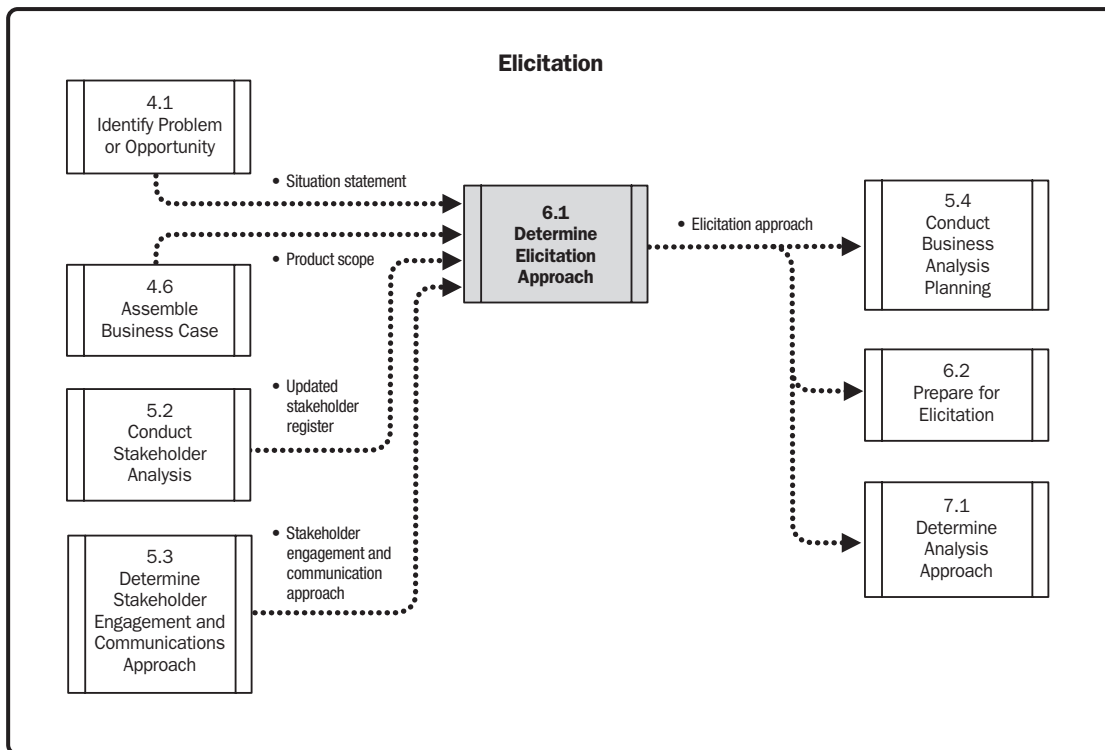 Elicitation
4.1
Identify Problem
or Opportunity
• Situation statement
4.6
Assemble
Business Case
• Product scope
5.2
Conduct
Stakeholder
Analysis
• Updated
stakeholder
register
5.3
Determine
Stakeholder
Engagement and
Communications
Approach
• Stakeholder
engagement and
communication
approach
6.1
Determine
Elicitation
Approach
• Elicitation approach
5.4
Conduct
Business
Analysis
Planning
6.2
Prepare for
Elicitation
7.1
Determine
Analysis
Approach